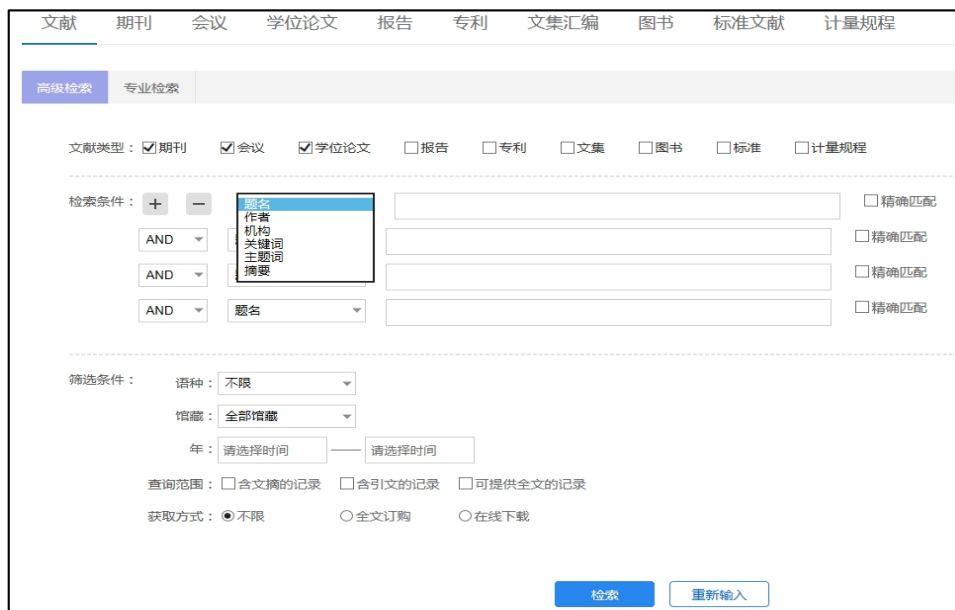 文献 期刊 会议 学位论文 报告 专利 文集汇编 图书 标准文献 计量规程
高级检索 专业检索
文献类型： 期刊 会议 学位论文 报告 专利 文集 图书 标准 计量规程
检索条件： + − 题名 精确匹配
作者
机构
关键词
主题词
摘要
AND 精确匹配
AND 精确匹配
AND 题名 精确匹配
筛选条件： 语种： 不限
馆藏： 全部馆藏
年： 请选择时间 —— 请选择时间
查询范围： 含文摘的记录 含引文的记录 可提供全文的记录
获取方式： 不限 全文订购 在线下载
检索 重新输入